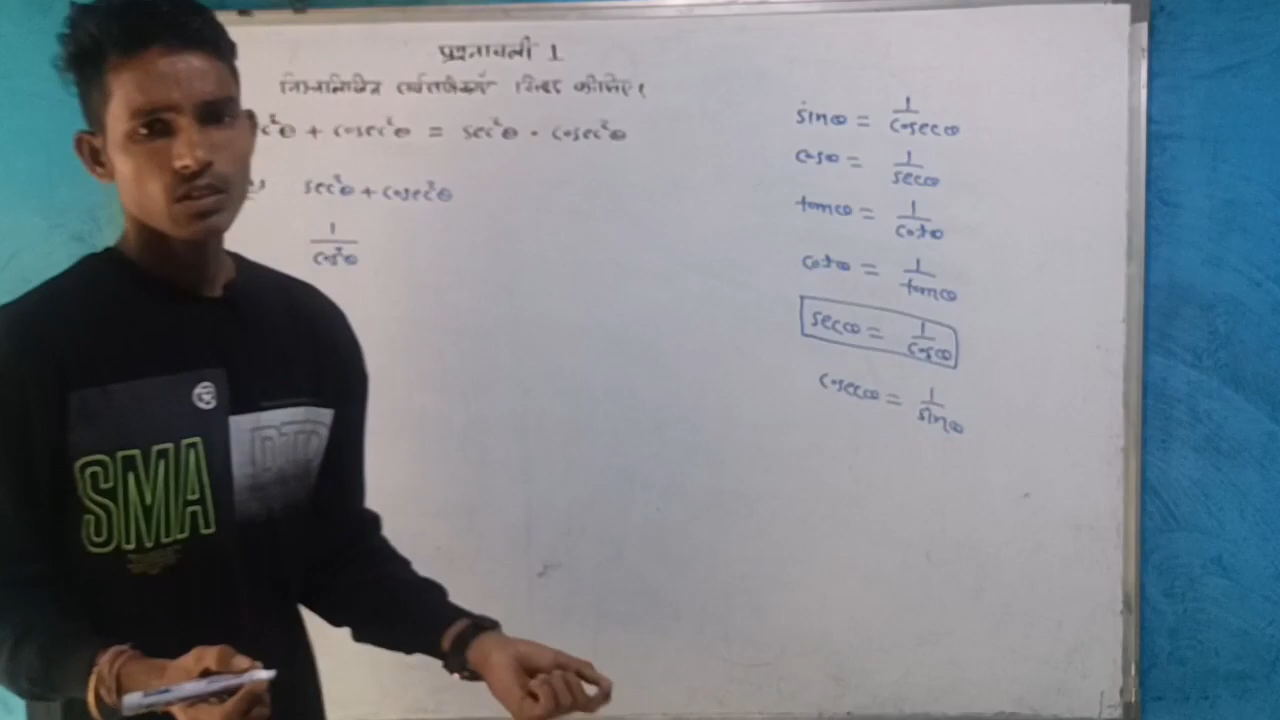 प्रश्नावली 1
निम्नलिखित सर्वसमिकाएँ सिद्ध कीजिए।
c²θ + cosec²θ = sec²θ · cosec²θ
sec²θ + cosec²θ
1/cos²θ
sinθ = 1/cosecθ
cosθ = 1/secθ
tanθ = 1/cotθ
cotθ = 1/tanθ
secθ = 1/cosθ
cosecθ = 1/sinθ
SMA